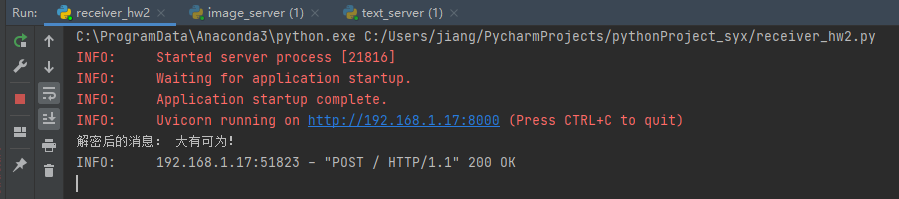 Run: receiver_hw2 × image_server (1) × text_server (1) ×
C:\ProgramData\Anaconda3\python.exe C:/Users/jiang/PycharmProjects/pythonProject_syx/receiver_hw2.py
INFO:     Started server process [21816]
INFO:     Waiting for application startup.
INFO:     Application startup complete.
INFO:     Uvicorn running on http://192.168.1.17:8000 (Press CTRL+C to quit)
解密后的消息： 大有可为!
INFO:     192.168.1.17:51823 - "POST / HTTP/1.1" 200 OK